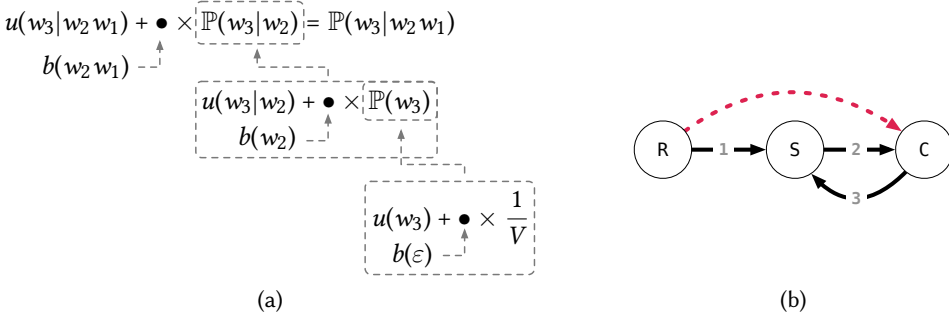 u(w₃|w₂ w₁) + ● × ℙ(w₃|w₂) = ℙ(w₃|w₂ w₁)
b(w₂ w₁)
u(w₃|w₂) + ● × ℙ(w₃)
b(w₂)
u(w₃) + ● × 1/V
b(ε)
(a)
R 1 S 2 C
3
(b)